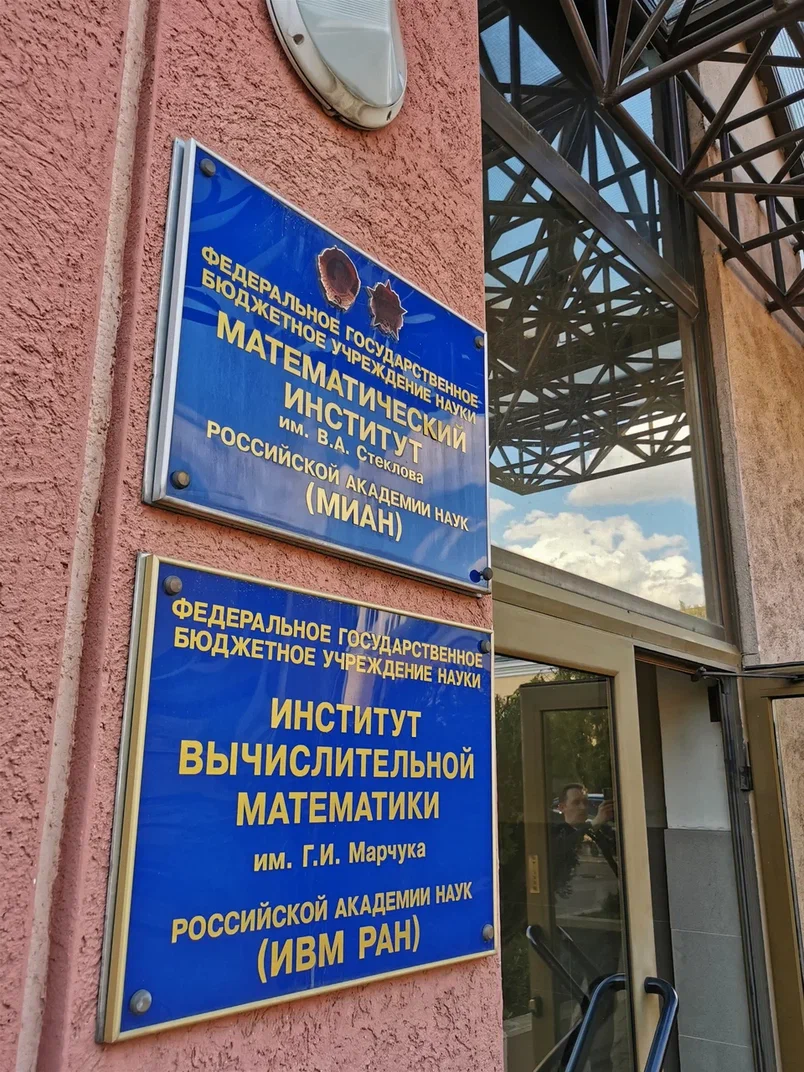 ФЕДЕРАЛЬНОЕ ГОСУДАРСТВЕННОЕ
БЮДЖЕТНОЕ УЧРЕЖДЕНИЕ НАУКИ
МАТЕМАТИЧЕСКИЙ
ИНСТИТУТ
им. В.А. Стеклова
РОССИЙСКОЙ АКАДЕМИИ НАУК
(МИАН)
ФЕДЕРАЛЬНОЕ ГОСУДАРСТВЕННОЕ
БЮДЖЕТНОЕ УЧРЕЖДЕНИЕ НАУКИ
ИНСТИТУТ
ВЫЧИСЛИТЕЛЬНОЙ
МАТЕМАТИКИ
им. Г.И. Марчука
РОССИЙСКОЙ АКАДЕМИИ НАУК
(ИВМ РАН)